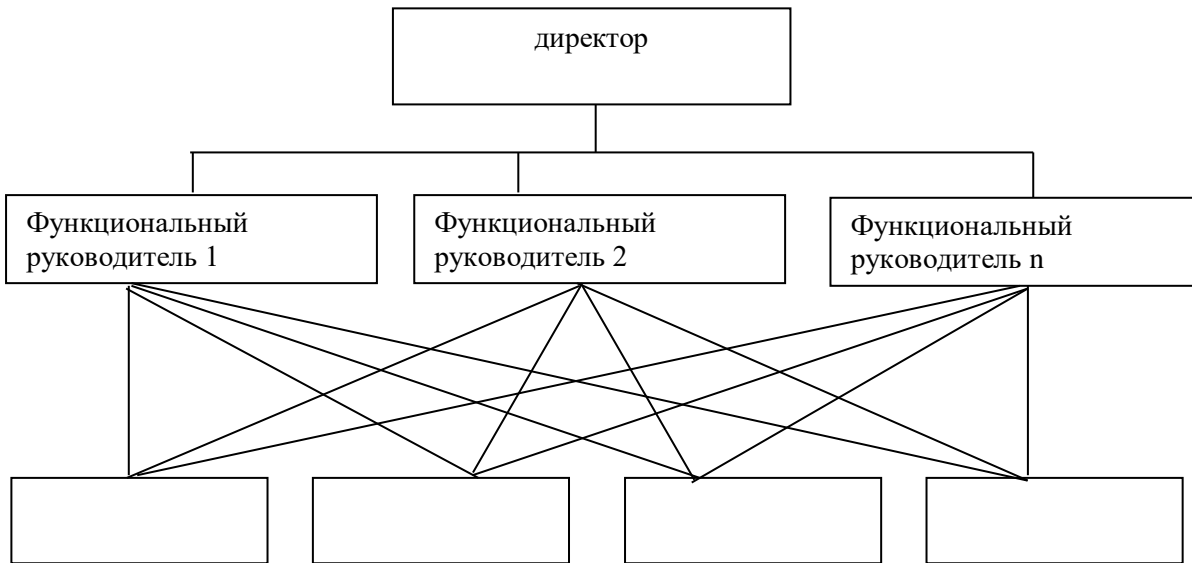 директор
Функциональный
руководитель 1
Функциональный
руководитель 2
Функциональный
руководитель n